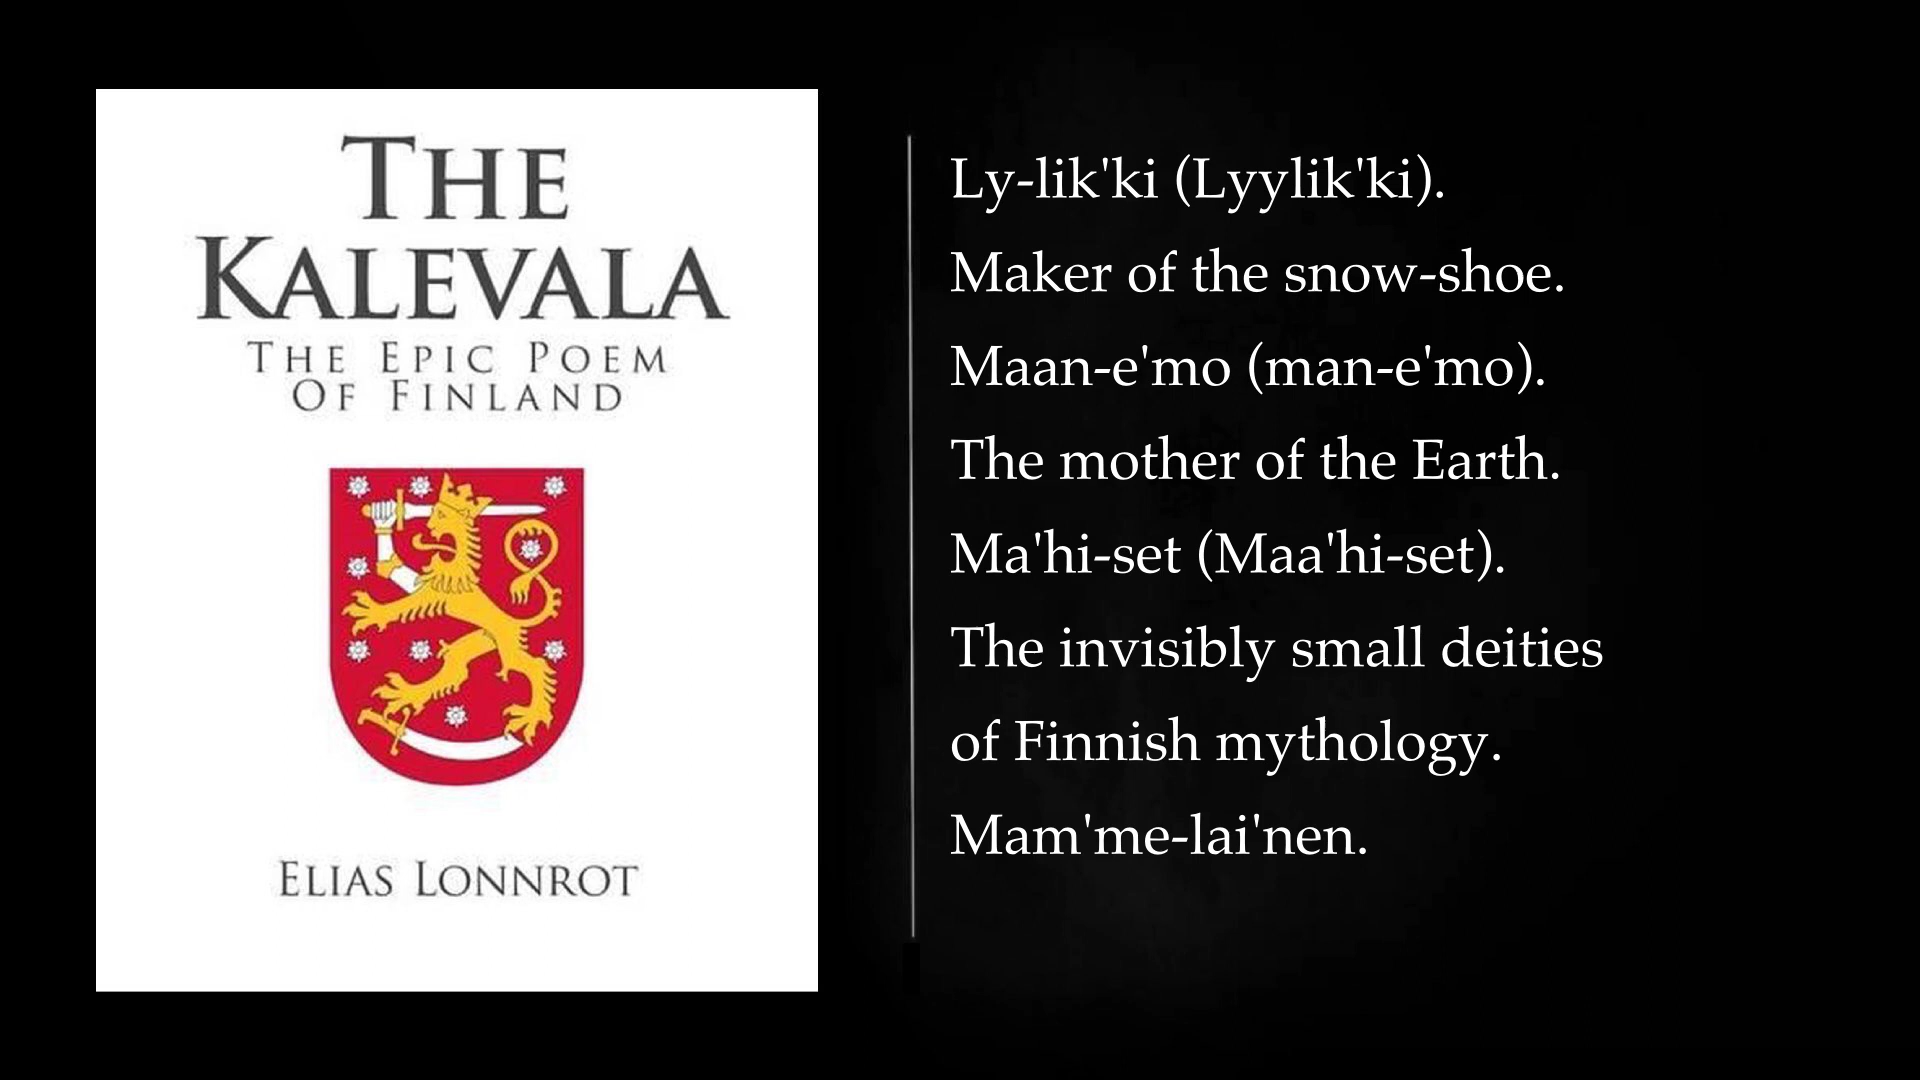 THE
KALEVALA
THE EPIC POEM
OF FINLAND
ELIAS LONNROT
Ly-lik'ki (Lyylik'ki).
Maker of the snow-shoe.
Maan-e'mo (man-e'mo).
The mother of the Earth.
Ma'hi-set (Maa'hi-set).
The invisibly small deities
of Finnish mythology.
Mam'me-lai'nen.